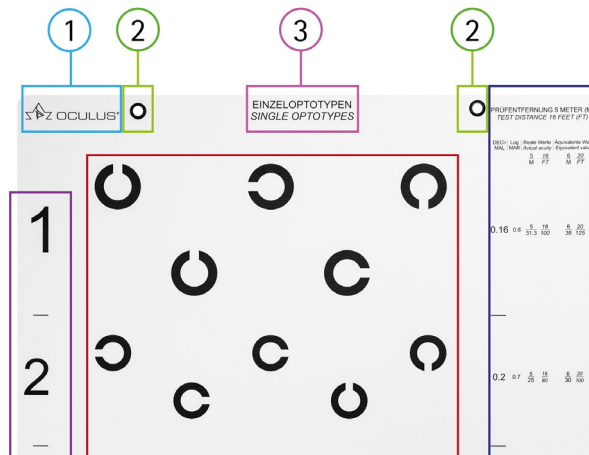 1 2 3 2
OCULUS®
EINZELOPTOTYPEN
SINGLE OPTOTYPES
PRÜFENTFERNUNG 5 METER
TEST DISTANCE 16 FEET (FT)
DECI- Log Reale Werte Äquivalente
MAL MAR Actual acuity Equivalent
5 16 6 20
M FT M FT
1
0.16 0.8 5/31.3 16/100 6/38 20/125
2
0.2 0.7 5/25 16/80 6/30 20/100